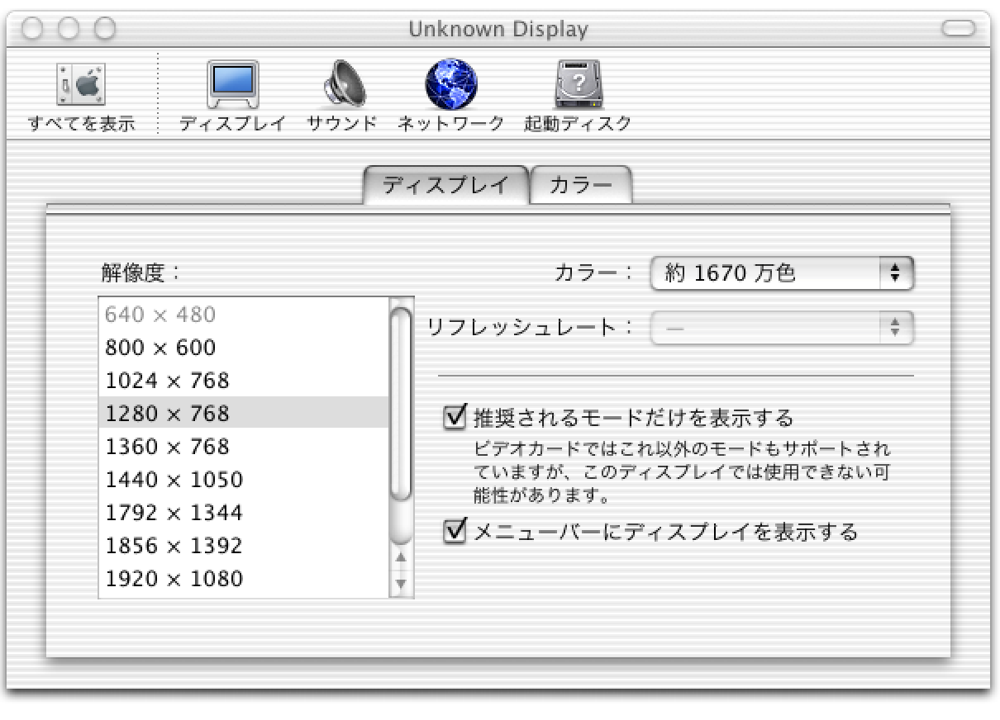 Unknown Display
すべてを表示 ディスプレイ サウンド ネットワーク 起動ディスク
ディスプレイ カラー
解像度：
640 × 480
800 × 600
1024 × 768
1280 × 768
1360 × 768
1440 × 1050
1792 × 1344
1856 × 1392
1920 × 1080
カラー： 約 1670 万色
リフレッシュレート： —
推奨されるモードだけを表示する
ビデオカードではこれ以外のモードもサポートされ
ていますが、このディスプレイでは使用できない可
能性があります。
メニューバーにディスプレイを表示する